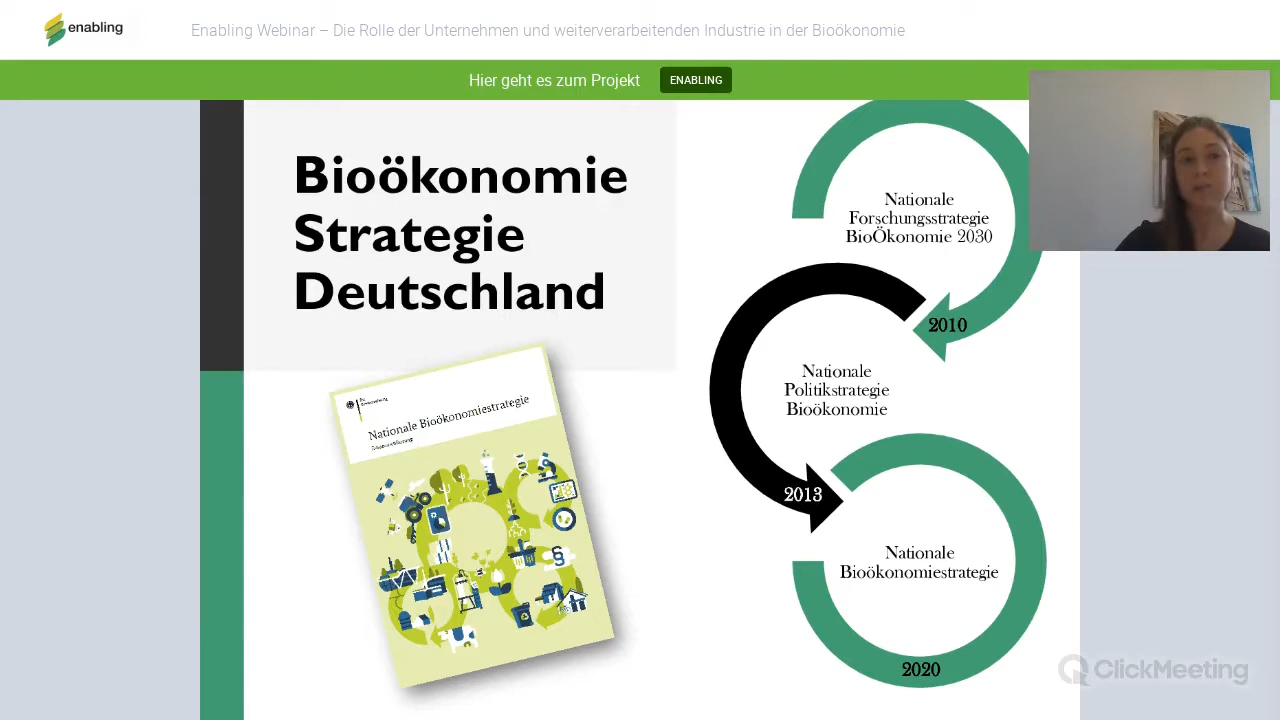 enabling
Enabling Webinar – Die Rolle der Unternehmen und weiterverarbeitenden Industrie in der Bioökonomie
Hier geht es zum Projekt
ENABLING
Bioökonomie
Strategie
Deutschland
Nationale Bioökonomiestrategie
Nationale
Forschungsstrategie
BioÖkonomie 2030
2010
Nationale
Politikstrategie
Bioökonomie
2013
Nationale
Bioökonomiestrategie
2020
ClickMeeting